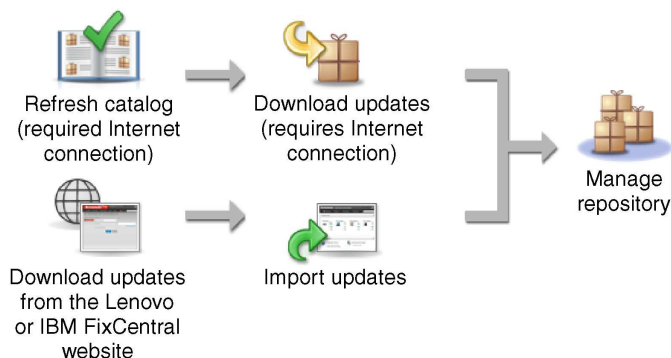 Refresh catalog
(required Internet
connection)
Download updates
(requires Internet
connection)
Manage
repository
Download updates
from the Lenovo
or IBM FixCentral
website
Import updates